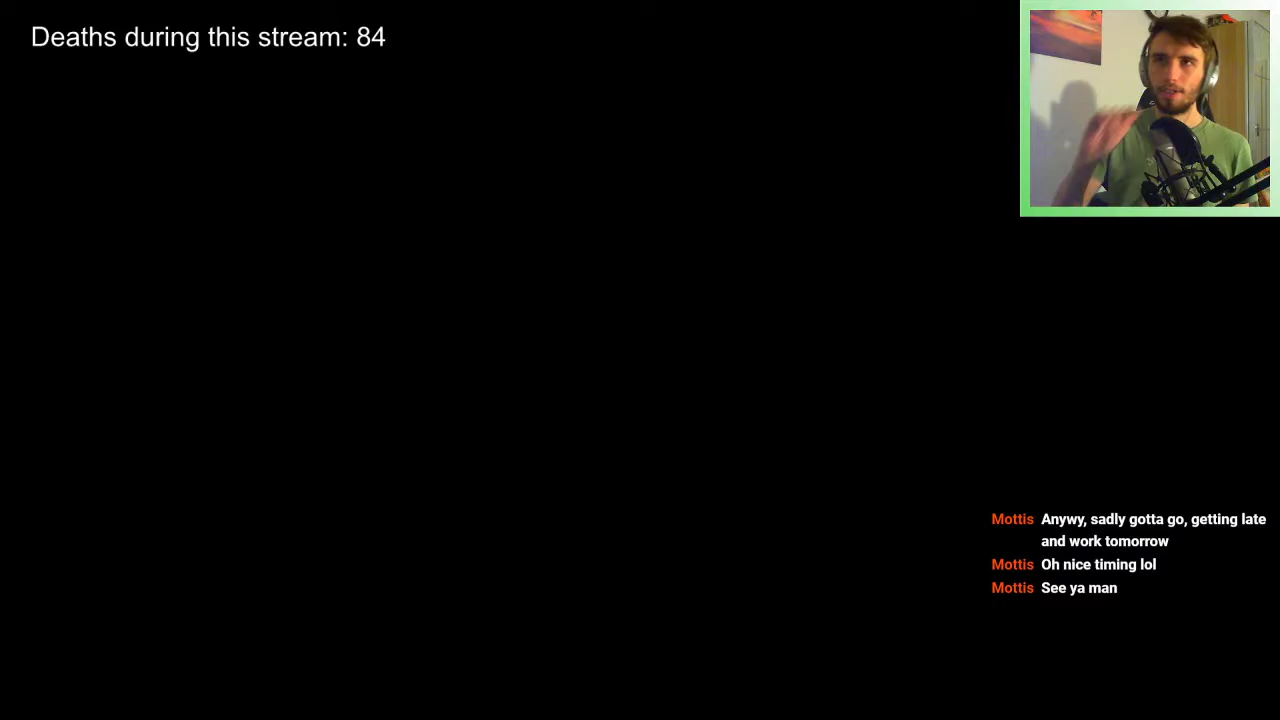 Deaths during this stream: 84
Mottis Anywy, sadly gotta go, getting late
and work tomorrow
Mottis Oh nice timing lol
Mottis See ya man